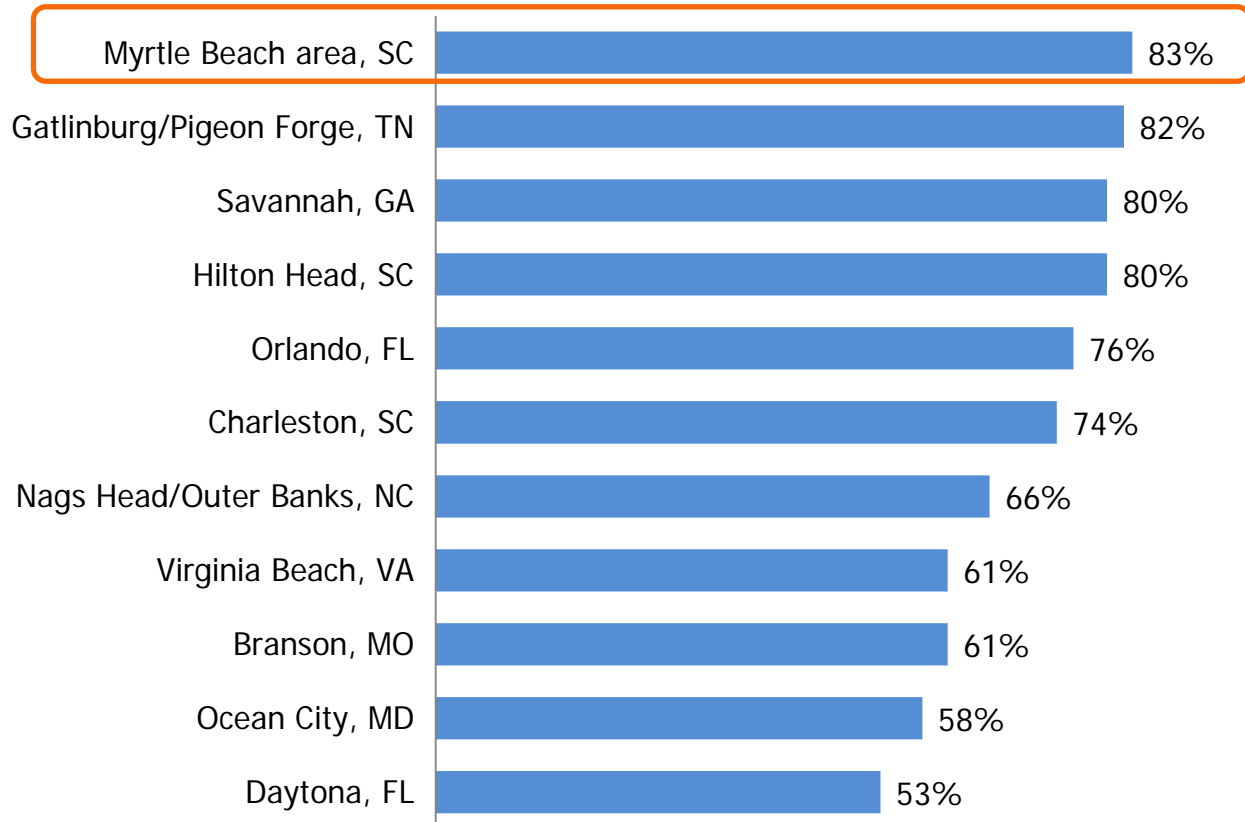 Myrtle Beach area, SC 83%
Gatlinburg/Pigeon Forge, TN 82%
Savannah, GA 80%
Hilton Head, SC 80%
Orlando, FL 76%
Charleston, SC 74%
Nags Head/Outer Banks, NC 66%
Virginia Beach, VA 61%
Branson, MO 61%
Ocean City, MD 58%
Daytona, FL 53%